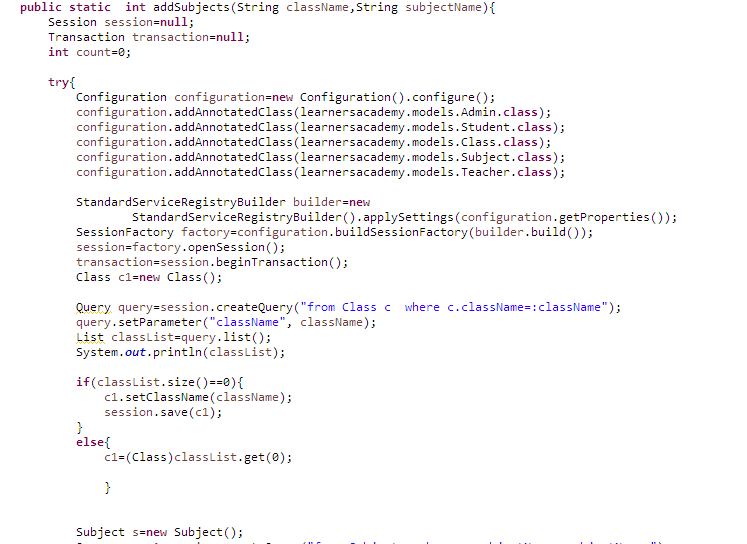 public static  int addSubjects(String className,String subjectName){
    Session session=null;
    Transaction transaction=null;
    int count=0;

    try{
        Configuration configuration=new Configuration().configure();
        configuration.addAnnotatedClass(learnersacademy.models.Admin.class);
        configuration.addAnnotatedClass(learnersacademy.models.Student.class);
        configuration.addAnnotatedClass(learnersacademy.models.Class.class);
        configuration.addAnnotatedClass(learnersacademy.models.Subject.class);
        configuration.addAnnotatedClass(learnersacademy.models.Teacher.class);

        StandardServiceRegistryBuilder builder=new
                StandardServiceRegistryBuilder().applySettings(configuration.getProperties());
        SessionFactory factory=configuration.buildSessionFactory(builder.build());
        session=factory.openSession();
        transaction=session.beginTransaction();
        Class c1=new Class();

        Query query=session.createQuery("from Class c  where c.className=:className");
        query.setParameter("className", className);
        List classList=query.list();
        System.out.println(classList);

        if(classList.size()==0){
            c1.setClassName(className);
            session.save(c1);
        }
        else{
            c1=(Class)classList.get(0);

            }


        Subject s=new Subject();